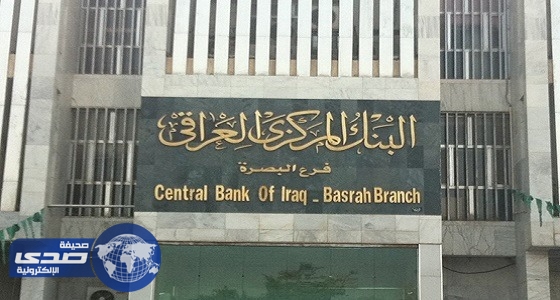 البنك المركزي العراقي
فرع البصرة
Central Bank Of Iraq _ Basrah Branch
صحيفة
صدى
الإلكترونية